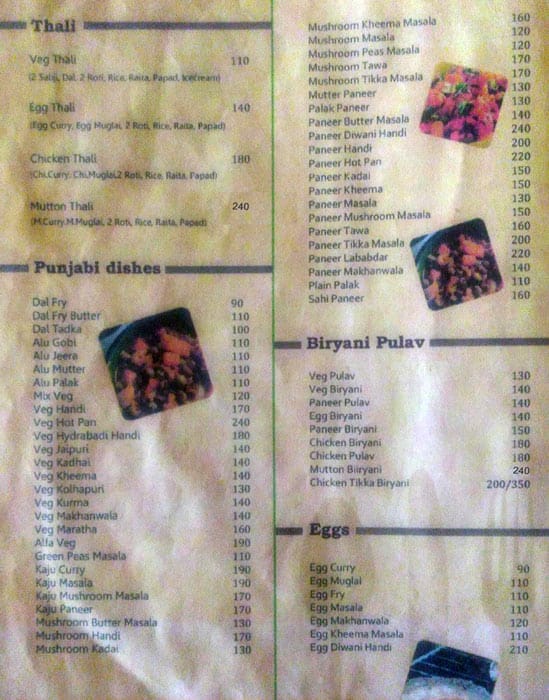 Thali
Veg Thali 110
(2 Sabji, Dal, 2 Roti, Rice, Raita, Papad, Icecream)
Egg Thali 140
(Egg Curry, Egg Muglai, 2 Roti, Rice, Raita, Papad)
Chicken Thali 180
(Chi.Curry, Chi.Muglai,2 Roti, Rice, Raita, Papad)
Mutton Thali 240
(M.Curry.M.Muglai, 2 Roti, Rice, Raita, Papad)
Punjabi dishes
Dal Fry 90
Dal Fry Butter 110
Dal Tadka 100
Alu Gobi 110
Alu Jeera 110
Alu Mutter 110
Alu Palak 110
Mix Veg 120
Veg Handi 170
Veg Hot Pan 240
Veg Hydrabadi Handi 180
Veg Jaipuri 140
Veg Kadhai 140
Veg Kheema 140
Veg Kolhapuri 130
Veg Kurma 140
Veg Makhanwala 140
Veg Maratha 160
Alfa Veg 190
Green Peas Masala 110
Kaju Curry 190
Kaju Masala 190
Kaju Mushroom Masala 170
Kaju Paneer 170
Mushroom Butter Masala 130
Mushroom Handi 170
Mushroom Kadai 130
Mushroom Kheema Masala 160
Mushroom Masala 120
Mushroom Peas Masala 120
Mushroom Tawa 170
Mushroom Tikka Masala 170
Mutter Paneer 130
Palak Paneer 130
Paneer Butter Masala 140
Paneer Diwani Handi 240
Paneer Handi 200
Paneer Hot Pan 220
Paneer Kadai 150
Paneer Kheema 150
Paneer Masala 130
Paneer Mushroom Masala 150
Paneer Tawa 160
Paneer Tikka Masala 200
Paneer Lababdar 220
Paneer Makhanwala 140
Plain Palak 110
Sahi Paneer 160
Biryani Pulav
Veg Pulav 130
Veg Biryani 140
Paneer Pulav 140
Egg Biryani 140
Paneer Biryani 150
Chicken Biryani 180
Chicken Pulav 180
Mutton Biiryani 240
Chicken Tikka Biryani 200/350
Eggs
Egg Curry 90
Egg Muglai 110
Egg Fry 110
Egg Masala 110
Egg Makhanwala 120
Egg Kheema Masala 110
Egg Diwani Handi 210